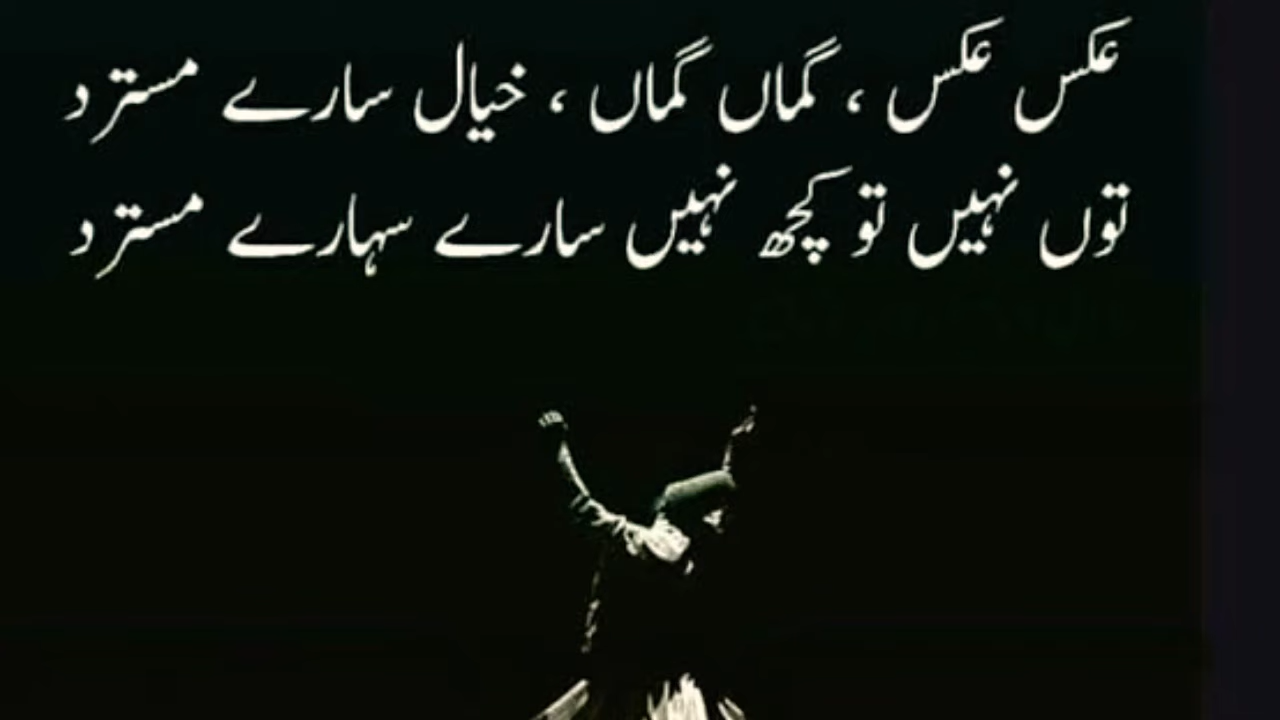 عکس عکس ، گماں گماں ، خیال سارے مسترد
توں نہیں تو کچھ نہیں سارے سہارے مسترد